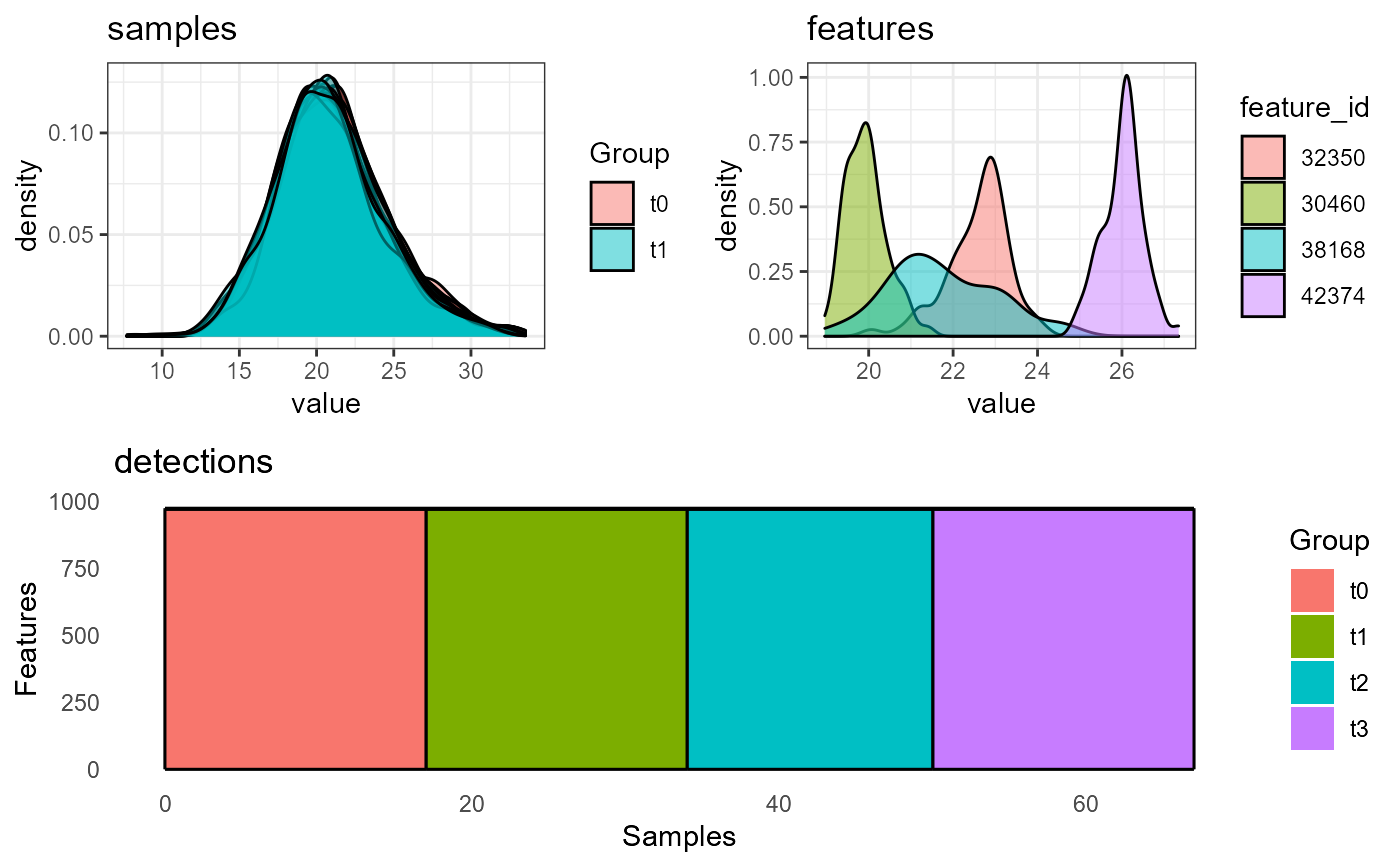 samples
density
0.10
0.05
0.00
10 15 20 25 30
value
Group
t0
t1
features
density
1.00
0.75
0.50
0.25
0.00
20 22 24 26
value
feature_id
32350
30460
38168
42374
detections
Features
1000
750
500
250
0
0 20 40 60
Samples
Group
t0
t1
t2
t3